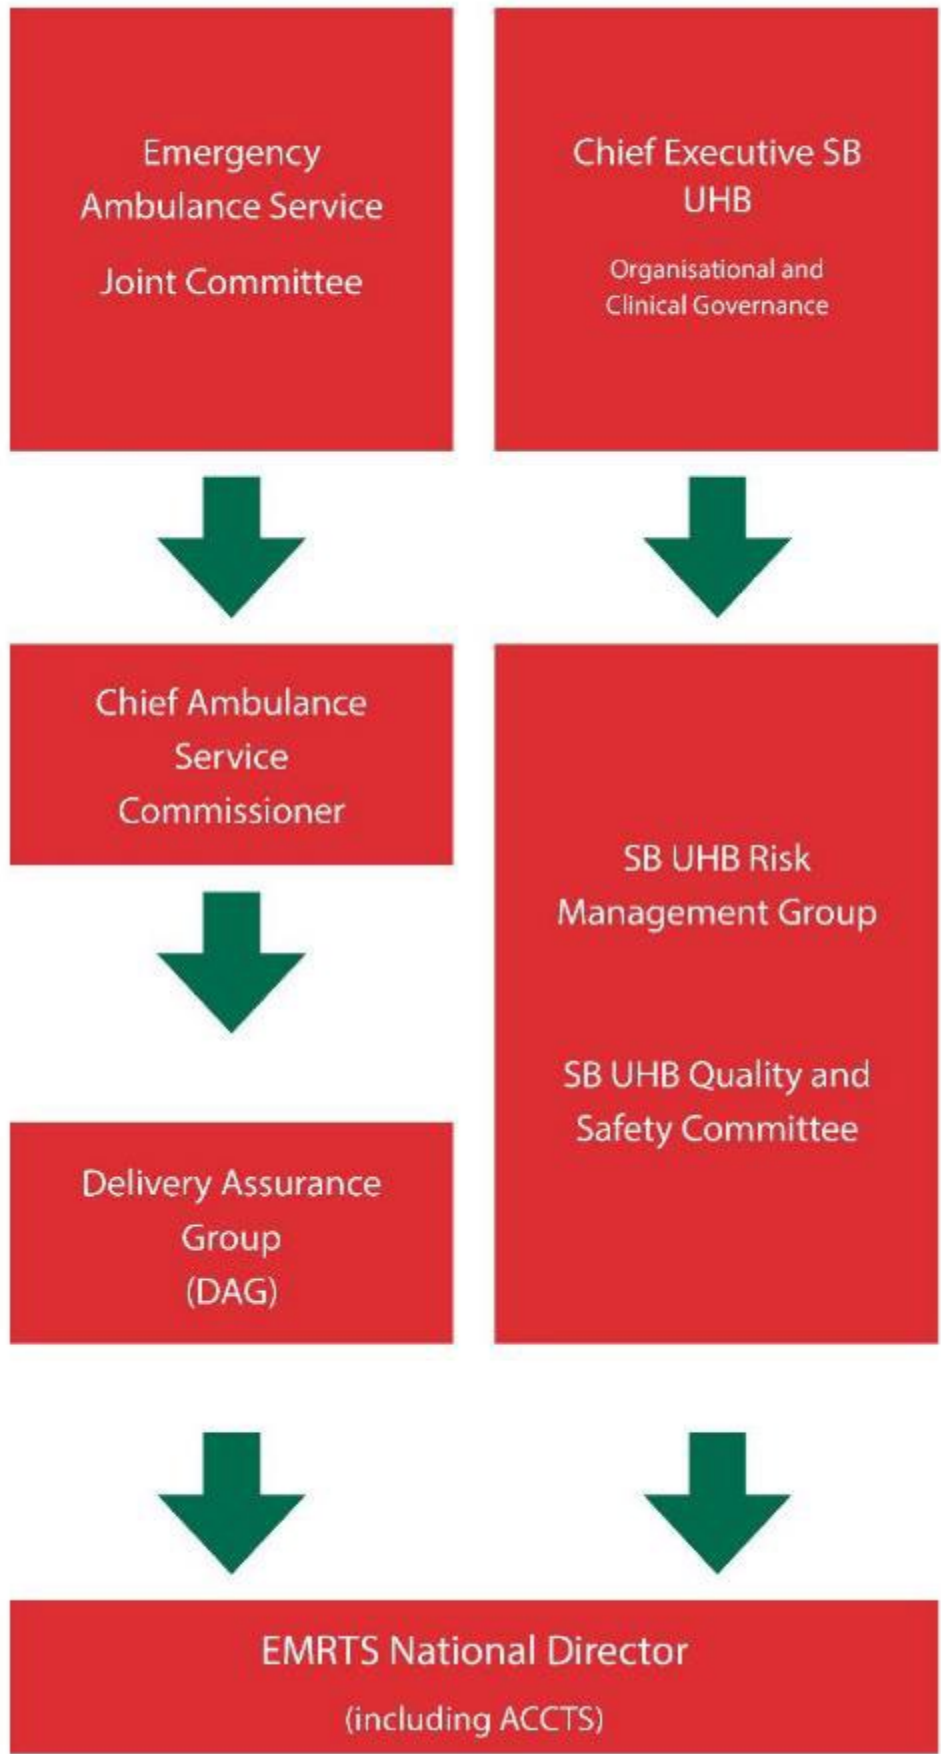 Emergency
Ambulance Service
Joint Committee
Chief Executive SB
UHB
Organisational and
Clinical Governance
Chief Ambulance
Service
Commissioner
SB UHB Risk
Management Group
SB UHB Quality and
Safety Committee
Delivery Assurance
Group
(DAG)
EMRTS National Director
(including ACCTS)